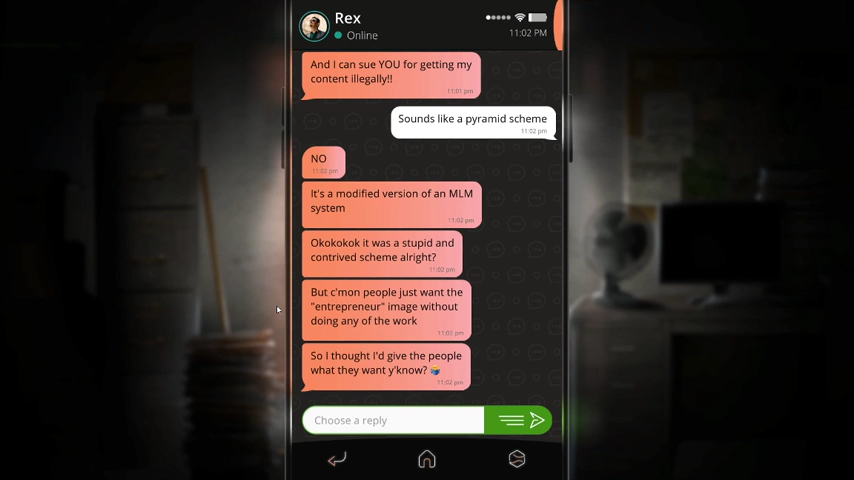 Rex
Online
11:02 PM
And I can sue YOU for getting my
content illegally!!
11:01 pm
Sounds like a pyramid scheme
11:02 pm
NO
11:02 pm
It's a modified version of an MLM
system
11:02 pm
Okokokok it was a stupid and
contrived scheme alright?
11:02 pm
But c'mon people just want the
"entrepreneur" image without
doing any of the work
11:02 pm
So I thought I'd give the people
what they want y'know?
11:02 pm
Choose a reply